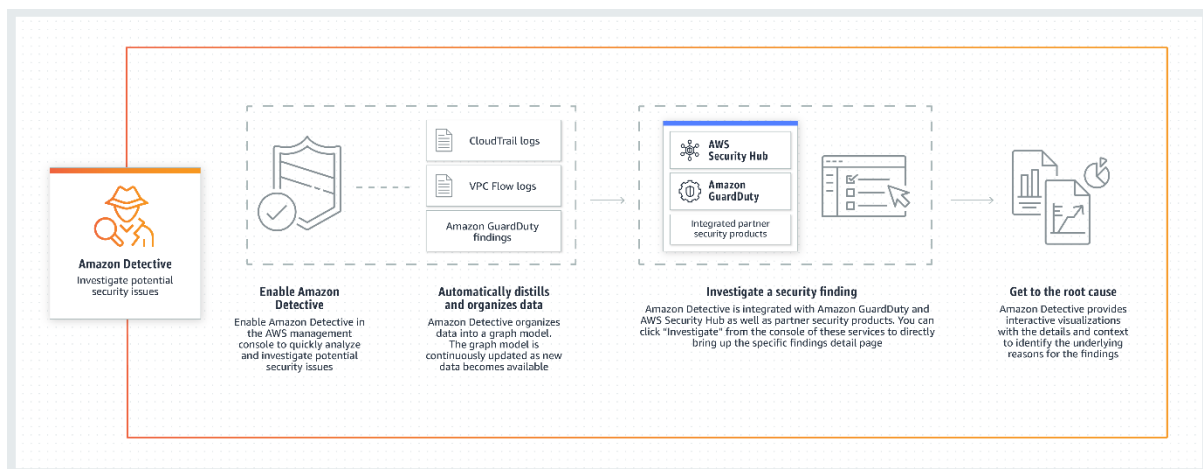 Amazon Detective
Investigate potential
security issues
Enable Amazon
Detective
Enable Amazon Detective in
the AWS management
console to quickly analyze
and investigate potential
security issues
CloudTrail logs
VPC Flow logs
Amazon GuardDuty
findings
Automatically distills
and organizes data
Amazon Detective organizes
data into a graph model.
The graph model is
continuously updated as new
data becomes available
AWS
Security Hub
Amazon
GuardDuty
Integrated partner
security products
Investigate a security finding
Amazon Detective is integrated with Amazon GuardDuty and
AWS Security Hub as well as partner security products. You can
click “Investigate” from the console of these services to directly
bring up the specific findings detail page
Get to the root cause
Amazon Detective provides
interactive visualizations
with the details and context
to identify the underlying
reasons for the findings